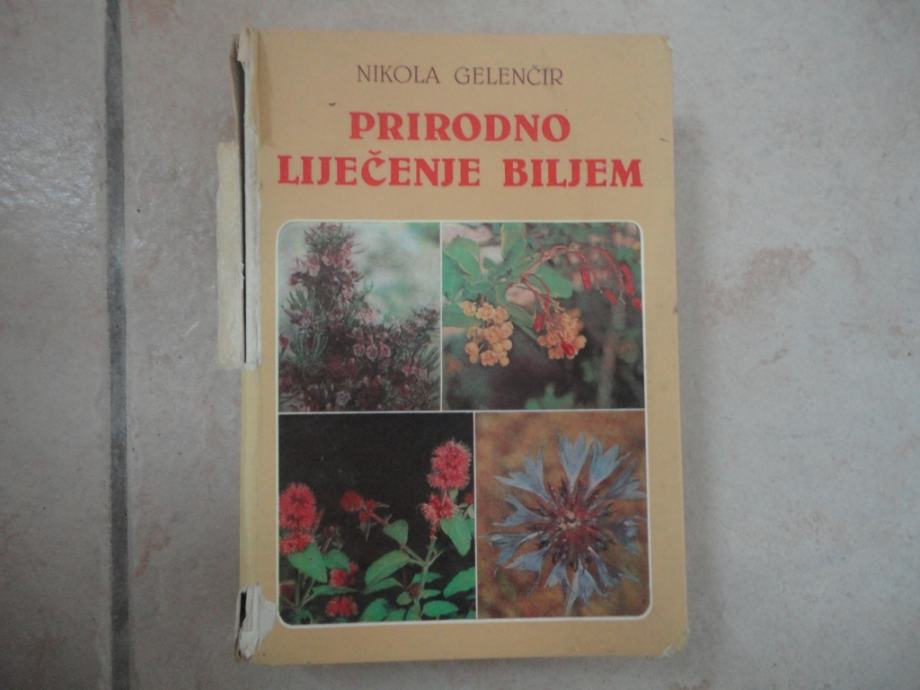 NIKOLA GELENČIR
PRIRODNO
LIJEČENJE BILJEM